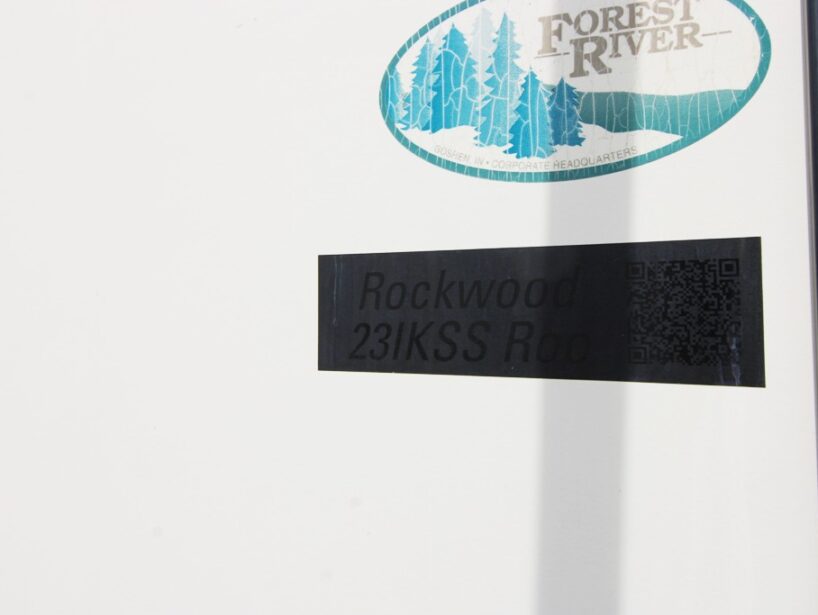 FOREST
RIVER
GOSHEN, IN • CORPORATE HEADQUARTERS
Rockwood
23IKSS Roo